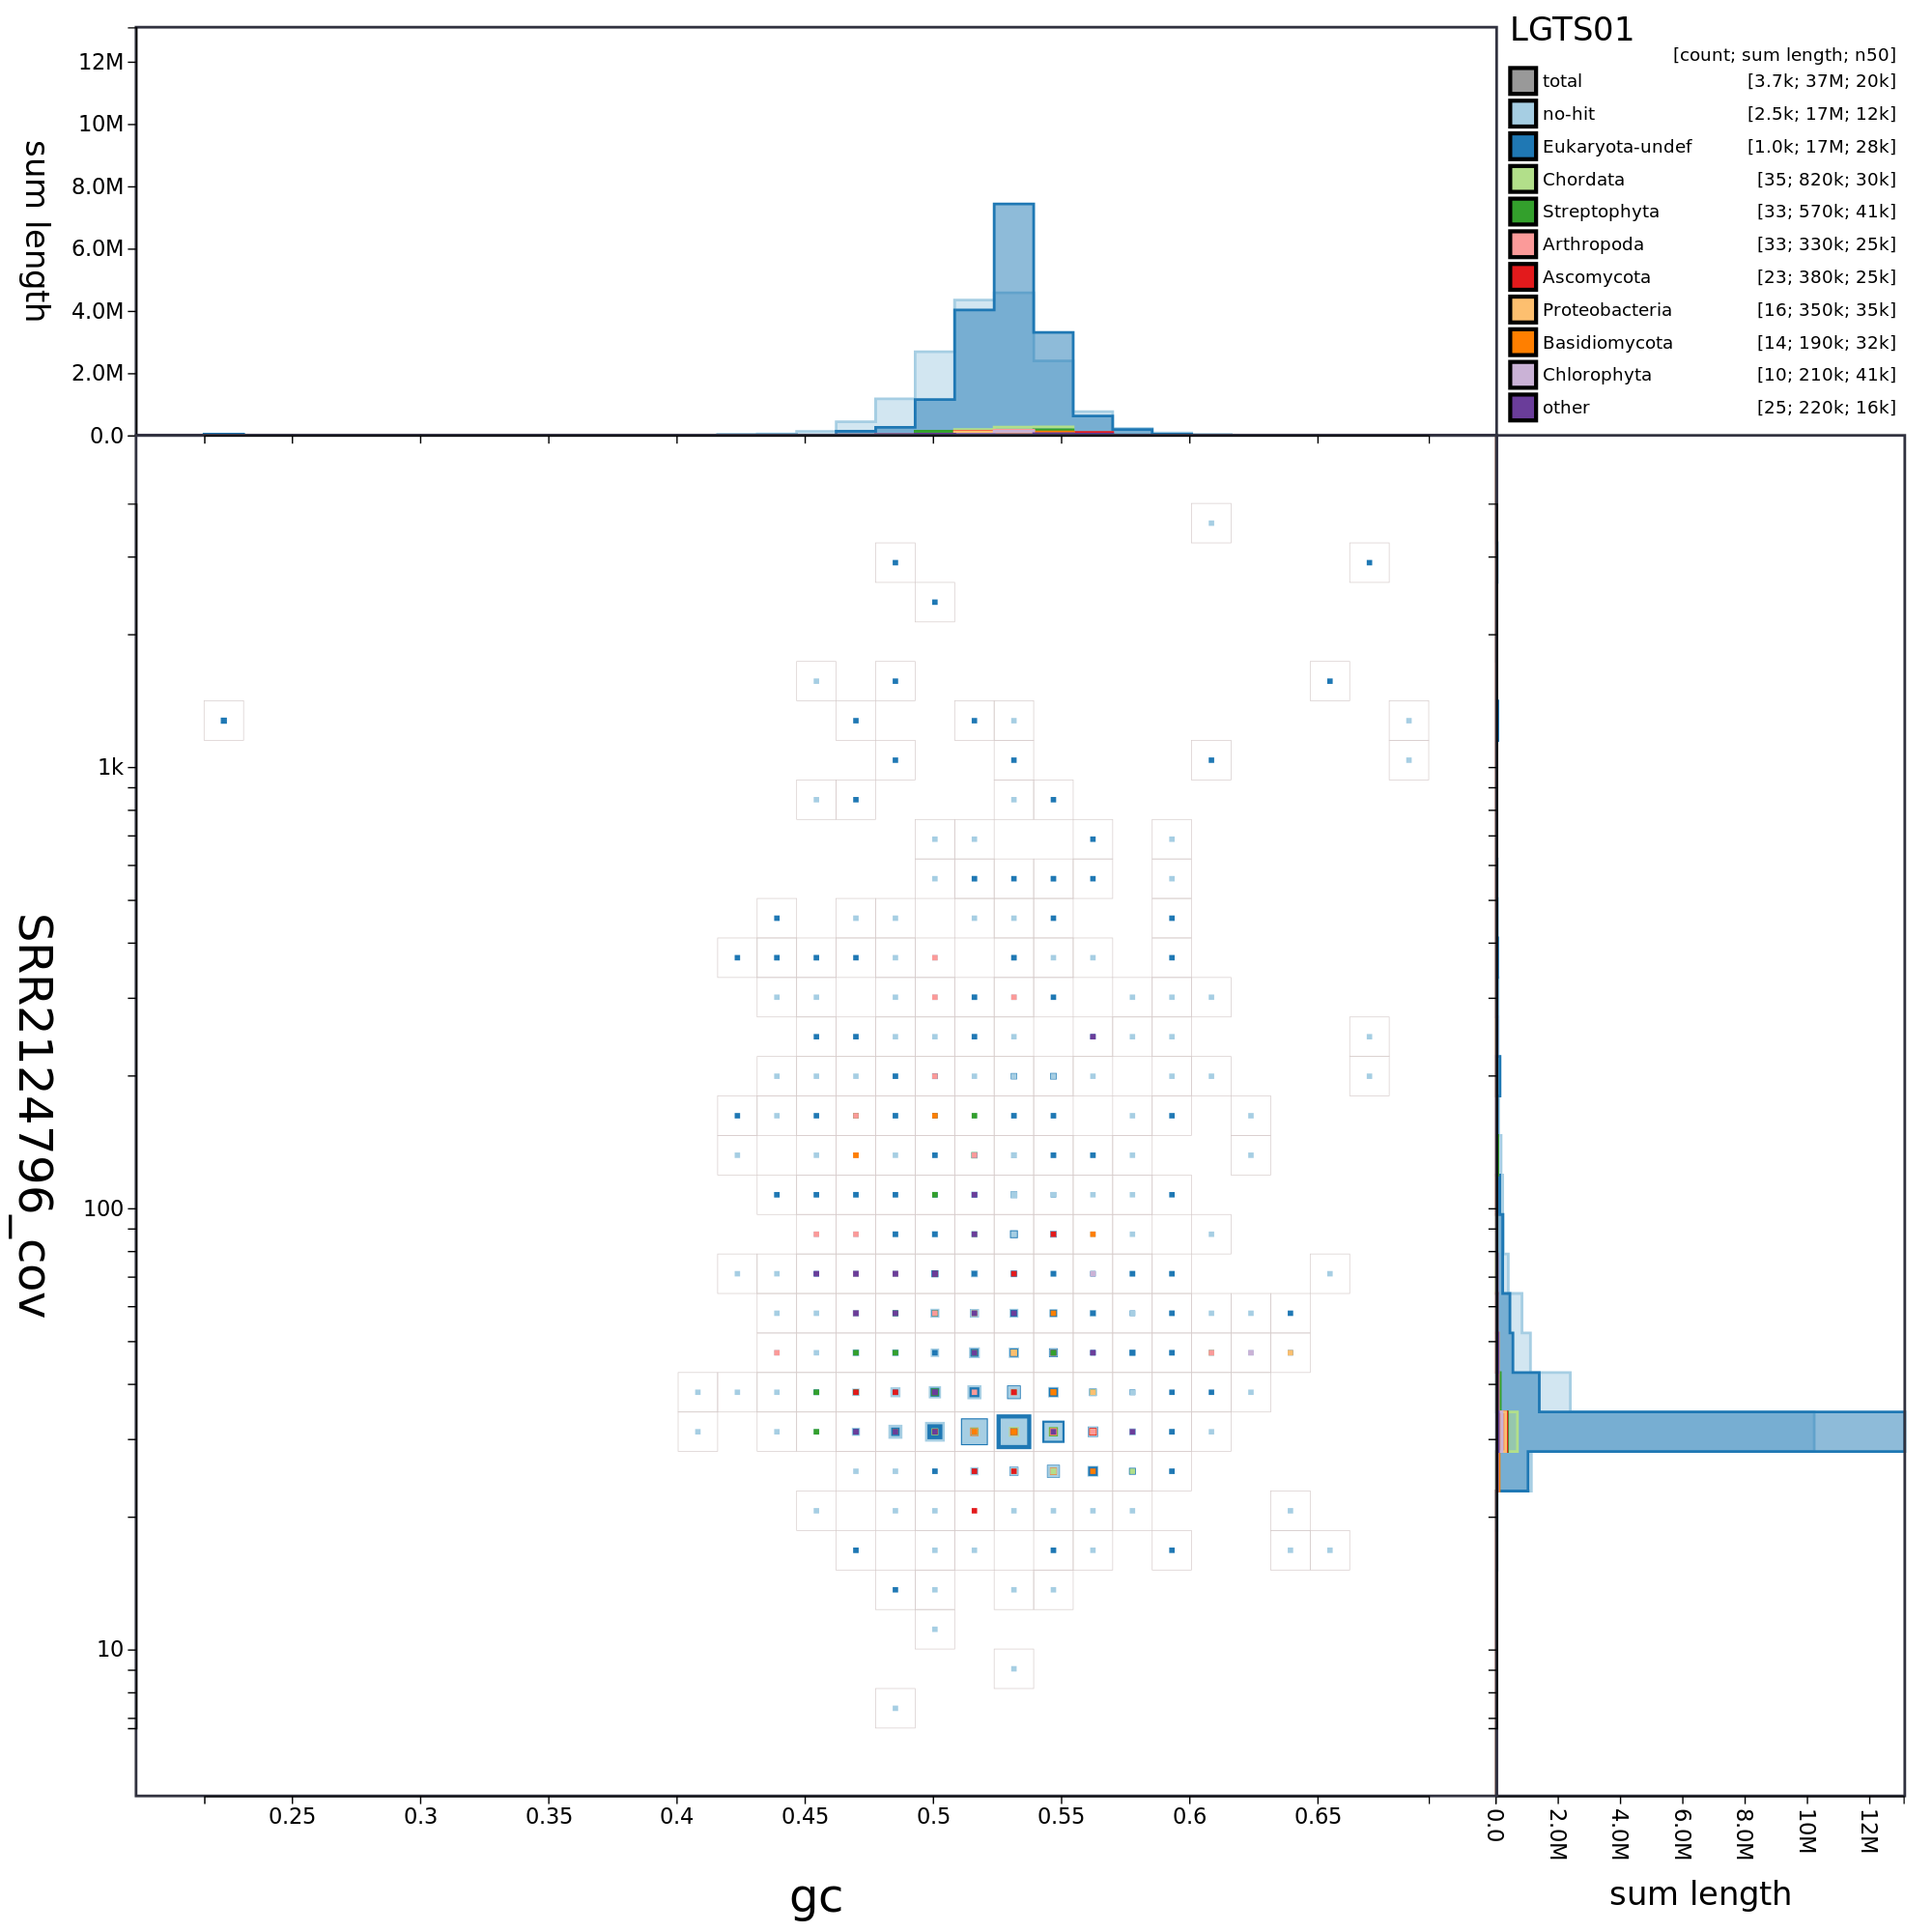 LGTS01
[count; sum length; n50]
total [3.7k; 37M; 20k]
no-hit [2.5k; 17M; 12k]
Eukaryota-undef [1.0k; 17M; 28k]
Chordata [35; 820k; 30k]
Streptophyta [33; 570k; 41k]
Arthropoda [33; 330k; 25k]
Ascomycota [23; 380k; 25k]
Proteobacteria [16; 350k; 35k]
Basidiomycota [14; 190k; 32k]
Chlorophyta [10; 210k; 41k]
other [25; 220k; 16k]
sum length
12M
10M
8.0M
6.0M
4.0M
2.0M
0.0
SRR21124796_cov
1k
100
10
0.25 0.3 0.35 0.4 0.45 0.5 0.55 0.6 0.65
gc
0.0 2.0M 4.0M 6.0M 8.0M 10M 12M
sum length